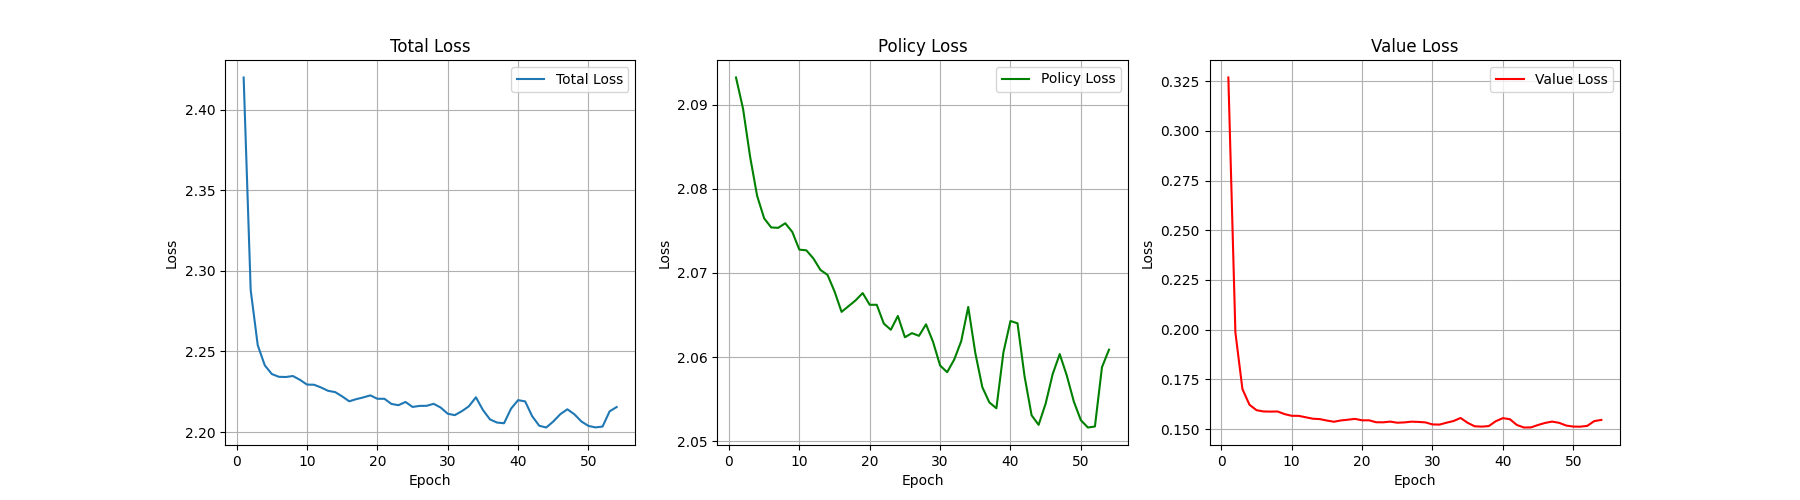 Total Loss
Total Loss
2.40
2.35
2.30
2.25
2.20
Loss
0 10 20 30 40 50
Epoch
Policy Loss
Policy Loss
2.09
2.08
2.07
2.06
2.05
Loss
0 10 20 30 40 50
Epoch
Value Loss
Value Loss
0.325
0.300
0.275
0.250
0.225
0.200
0.175
0.150
Loss
0 10 20 30 40 50
Epoch